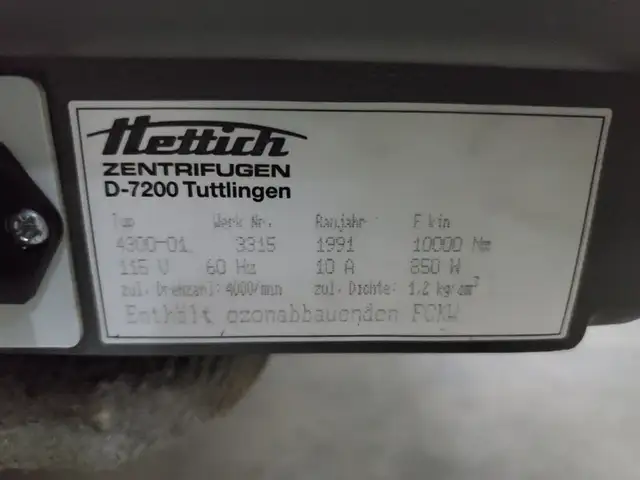 Hettich
ZENTRIFUGEN
D-7200 Tuttlingen
Typ Werk Nr. Baujahr E kin
4300-01 3315 1991 10000 Nm
115 V 60 Hz 10 A 850 W
zul. Drehzahl: 4000/min zul. Dichte: 1,2 kg/dm³
Enthält ozonabbauenden FCKW